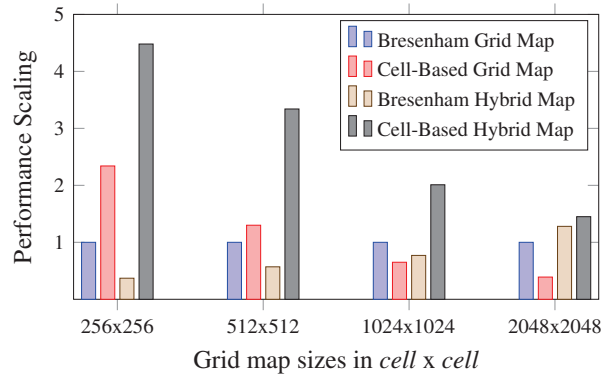 5
4
3
2
1
Performance Scaling
Bresenham Grid Map
Cell-Based Grid Map
Bresenham Hybrid Map
Cell-Based Hybrid Map
256x256 512x512 1024x1024 2048x2048
Grid map sizes in cell x cell